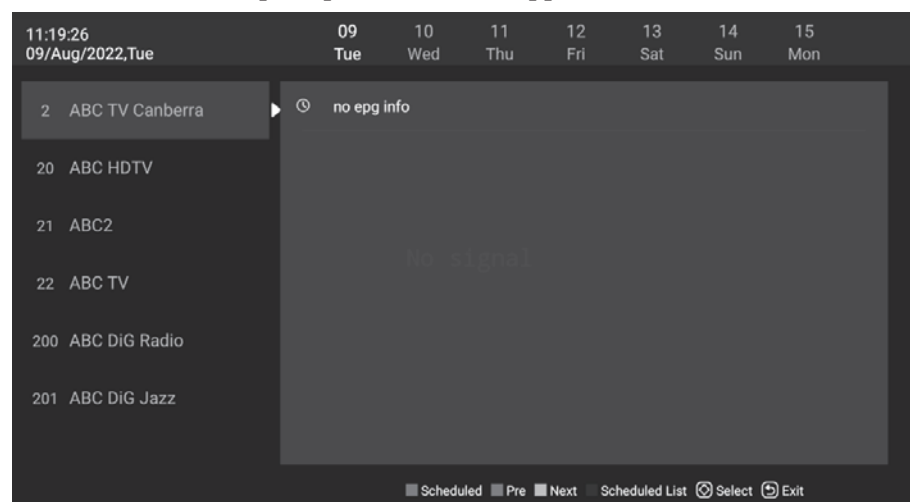 11:19:26
09/Aug/2022,Tue
09 10 11 12 13 14 15
Tue Wed Thu Fri Sat Sun Mon
2 ABC TV Canberra
no epg info
20 ABC HDTV
21 ABC2
No signal
22 ABC TV
200 ABC DiG Radio
201 ABC DiG Jazz
Scheduled Pre Next Scheduled List Select Exit